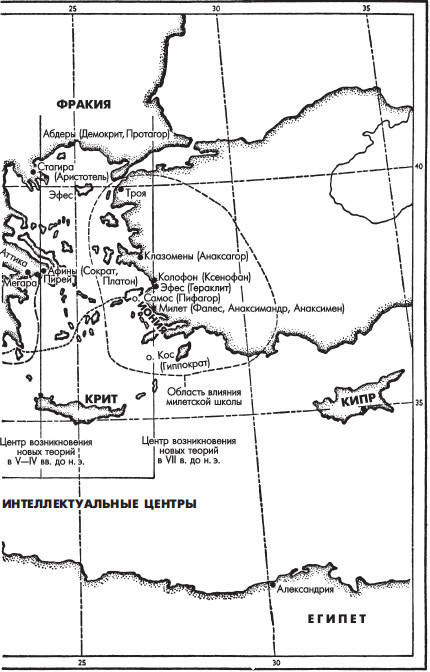 25
30
35
ФРАКИЯ
Абдеры (Демокрит, Протагор)
Стагира
(Аристотель)
40
Эфес
Троя
Аттика
Клазомены (Анаксагор)
Афины (Сократ,
Платон)
Пирей
Мегара
Колофон (Ксенофан)
Эфес (Гераклит)
Самос (Пифагор)
Милет (Фалес, Анаксимандр, Анаксимен)
ИОНИЯ
Кос
(Гиппократ)
Область влияния
милетской школы
КРИТ
КИПР
35
Центр возникновения
новых теорий
в V—IV вв. до н. э.
Центр возникновения
новых теорий
в VII в. до н. э.
ИНТЕЛЛЕКТУАЛЬНЫЕ ЦЕНТРЫ
Александрия
ЕГИПЕТ
25
30